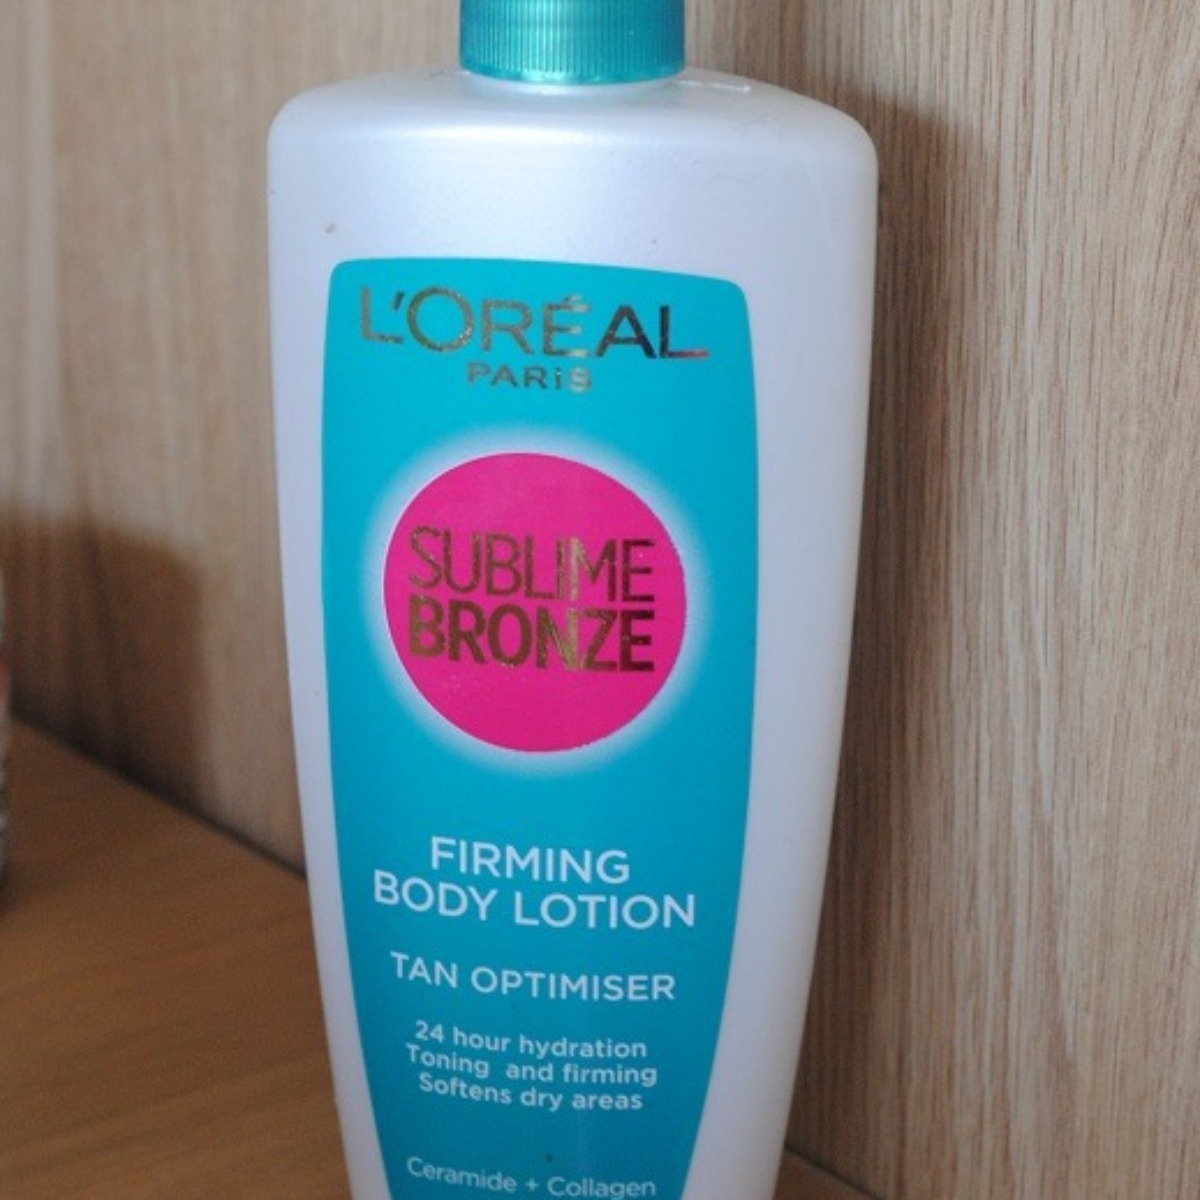 L'ORÉAL
PARiS
SUBLIME
BRONZE
FIRMING
BODY LOTION
TAN OPTIMISER
24 hour hydration
Toning and firming
Softens dry areas
Ceramide + Collagen